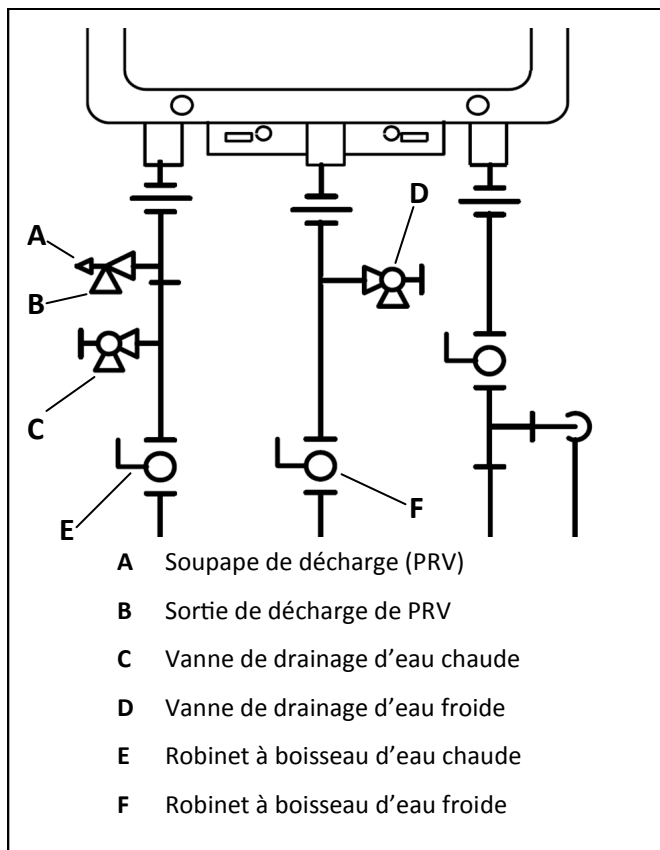 A
B
C
D
E
F
A Soupape de décharge (PRV)
B Sortie de décharge de PRV
C Vanne de drainage d’eau chaude
D Vanne de drainage d’eau froide
E Robinet à boisseau d’eau chaude
F Robinet à boisseau d’eau froide